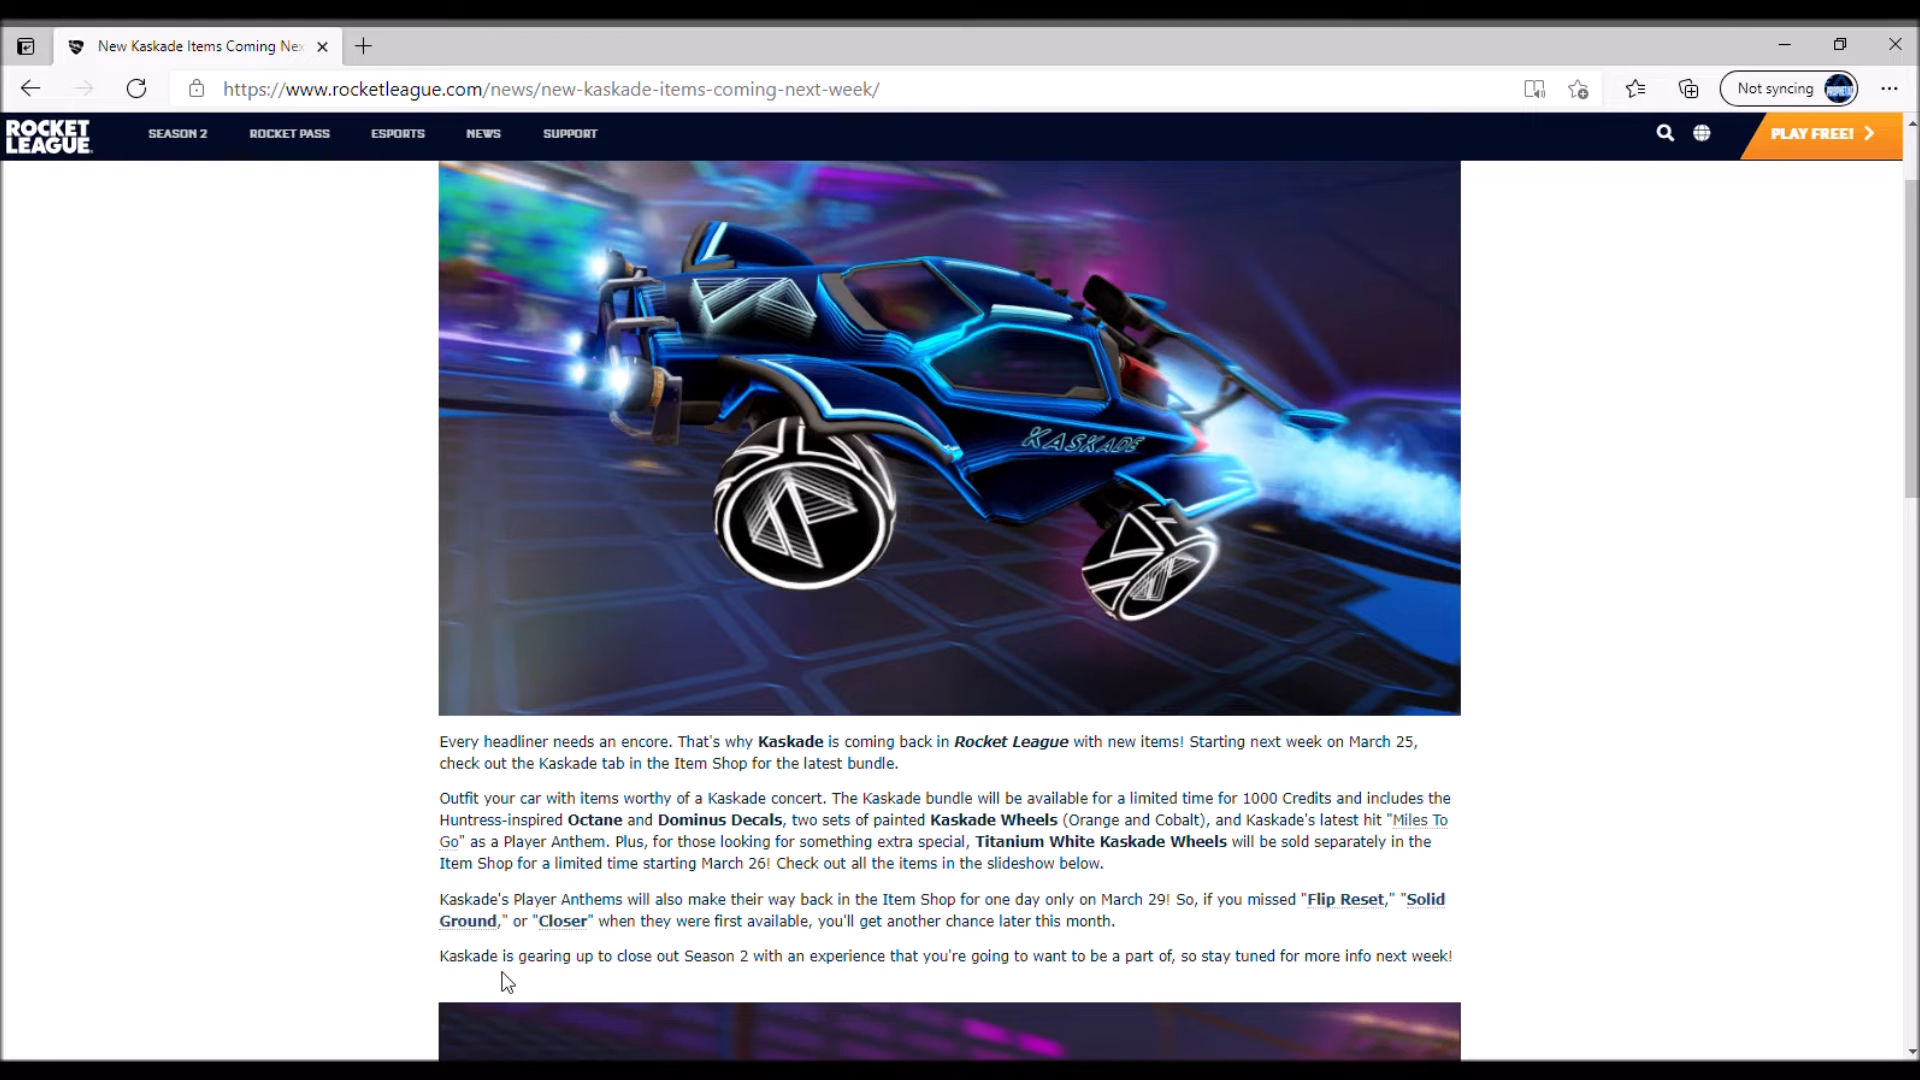 New Kaskade Items Coming Nex
https://www.rocketleague.com/news/new-kaskade-items-coming-next-week/
Not syncing
ROCKET
LEAGUE
SEASON 2
ROCKET PASS
ESPORTS
NEWS
SUPPORT
PLAY FREE!
KASKADE
Every headliner needs an encore. That's why Kaskade is coming back in Rocket League with new items! Starting next week on March 25,
check out the Kaskade tab in the Item Shop for the latest bundle.
Outfit your car with items worthy of a Kaskade concert. The Kaskade bundle will be available for a limited time for 1000 Credits and includes the
Huntress-inspired Octane and Dominus Decals, two sets of painted Kaskade Wheels (Orange and Cobalt), and Kaskade's latest hit "Miles To
Go" as a Player Anthem. Plus, for those looking for something extra special, Titanium White Kaskade Wheels will be sold separately in the
Item Shop for a limited time starting March 26! Check out all the items in the slideshow below.
Kaskade's Player Anthems will also make their way back in the Item Shop for one day only on March 29! So, if you missed "Flip Reset," "Solid
Ground," or "Closer" when they were first available, you'll get another chance later this month.
Kaskade is gearing up to close out Season 2 with an experience that you're going to want to be a part of, so stay tuned for more info next week!